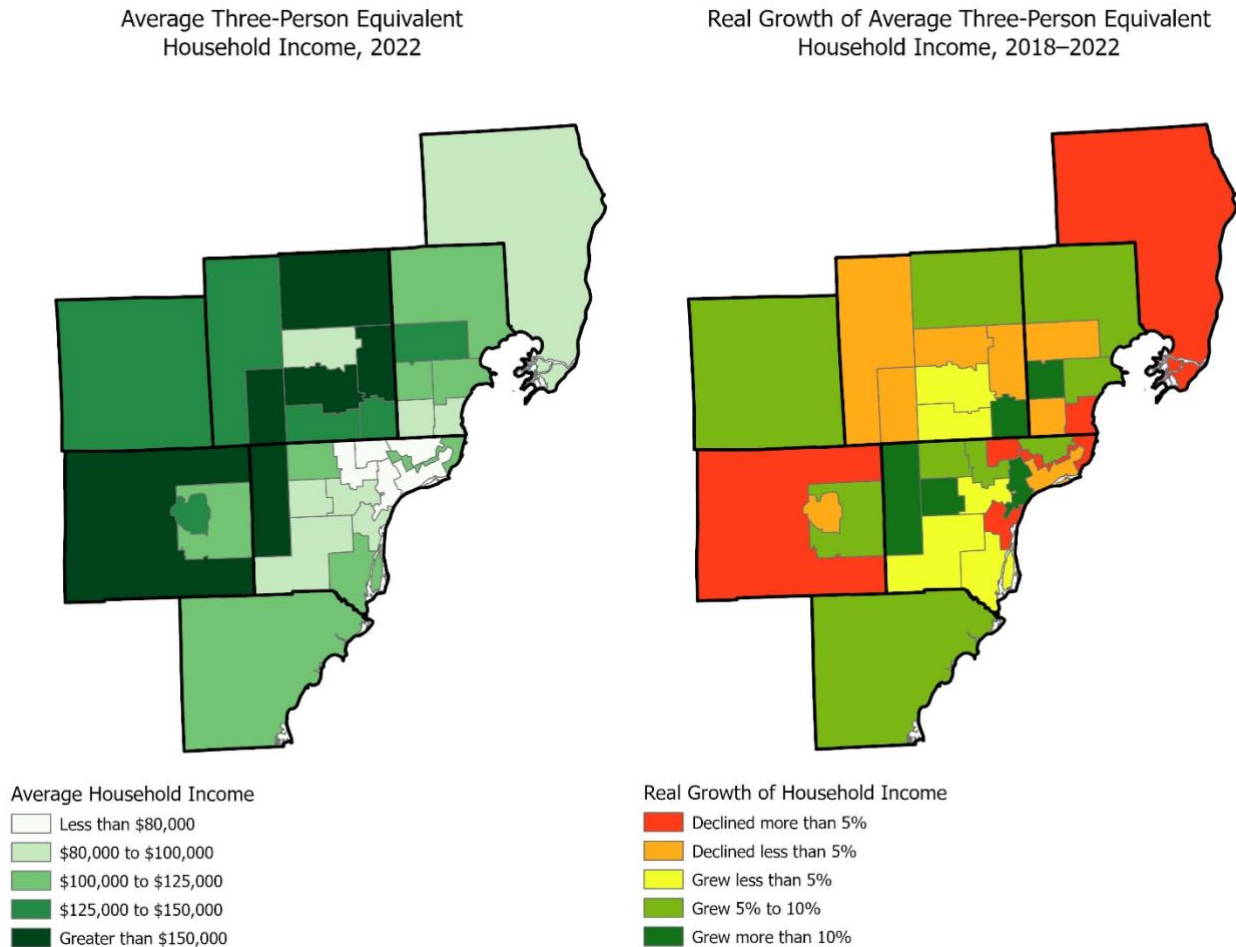 Average Three-Person Equivalent
Household Income, 2022
Real Growth of Average Three-Person Equivalent
Household Income, 2018–2022
Average Household Income
Less than $80,000
$80,000 to $100,000
$100,000 to $125,000
$125,000 to $150,000
Greater than $150,000
Real Growth of Household Income
Declined more than 5%
Declined less than 5%
Grew less than 5%
Grew 5% to 10%
Grew more than 10%